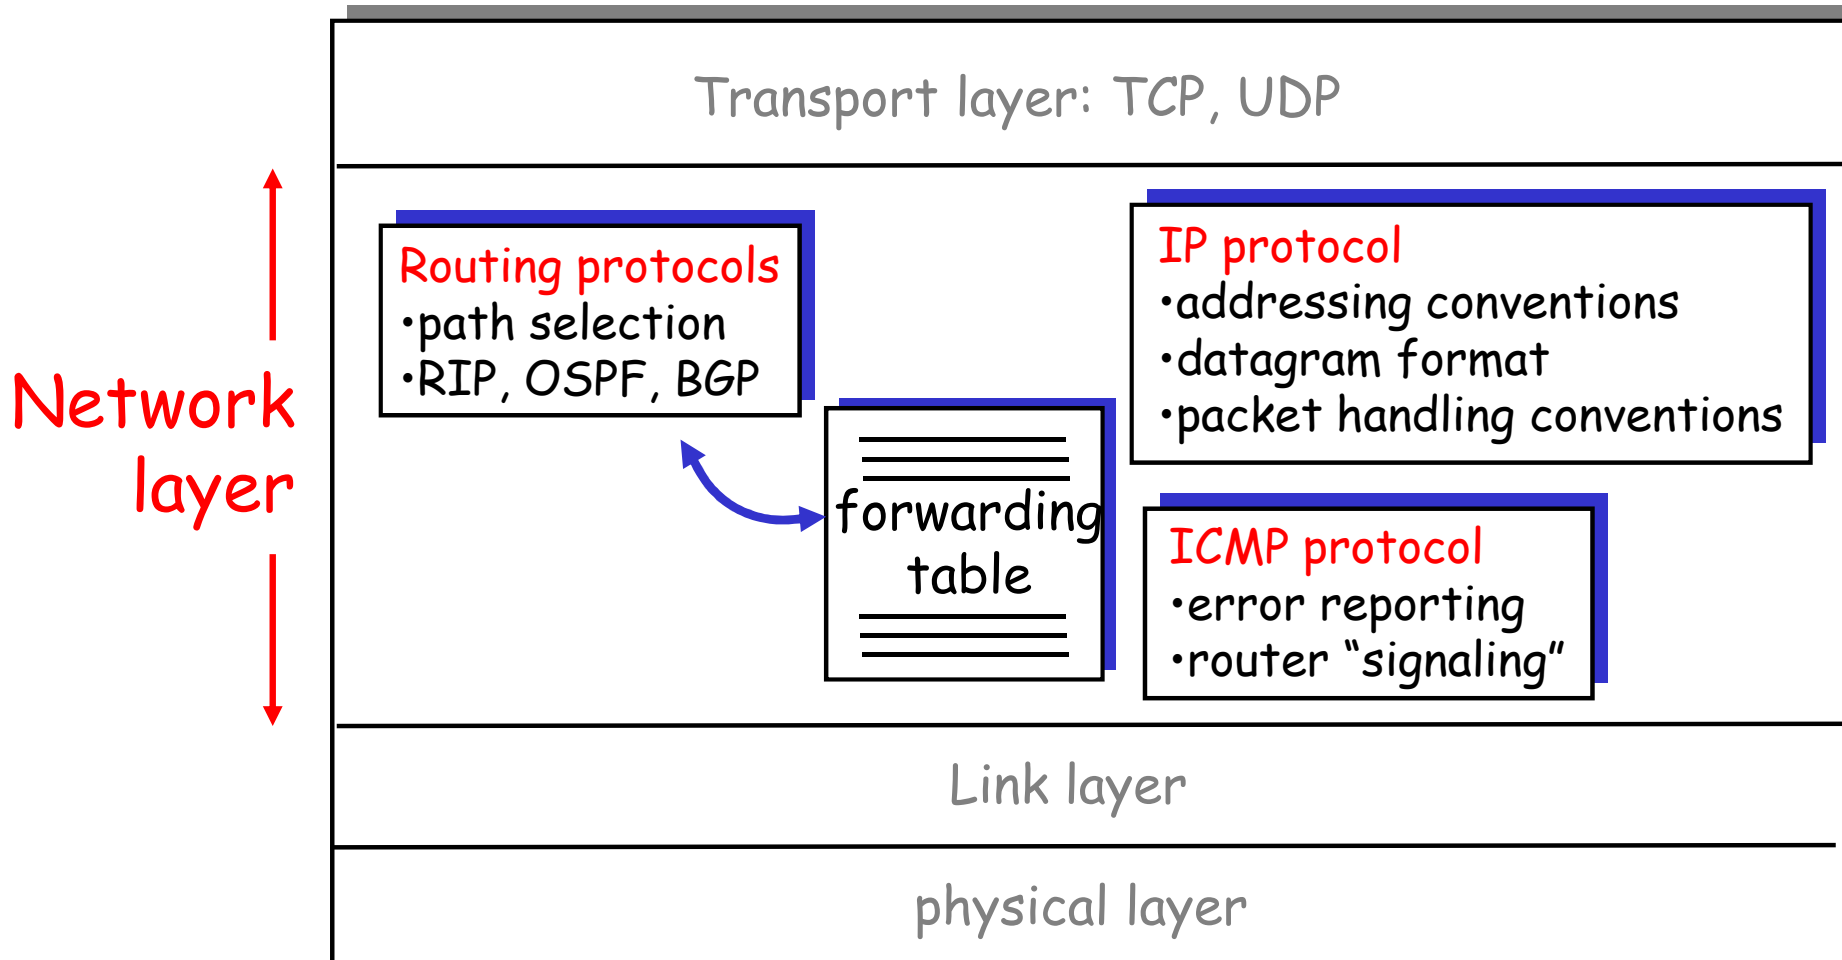 Transport layer: TCP, UDP
Network
layer
Routing protocols
•path selection
•RIP, OSPF, BGP
forwarding
table
IP protocol
•addressing conventions
•datagram format
•packet handling conventions
ICMP protocol
•error reporting
•router “signaling”
Link layer
physical layer